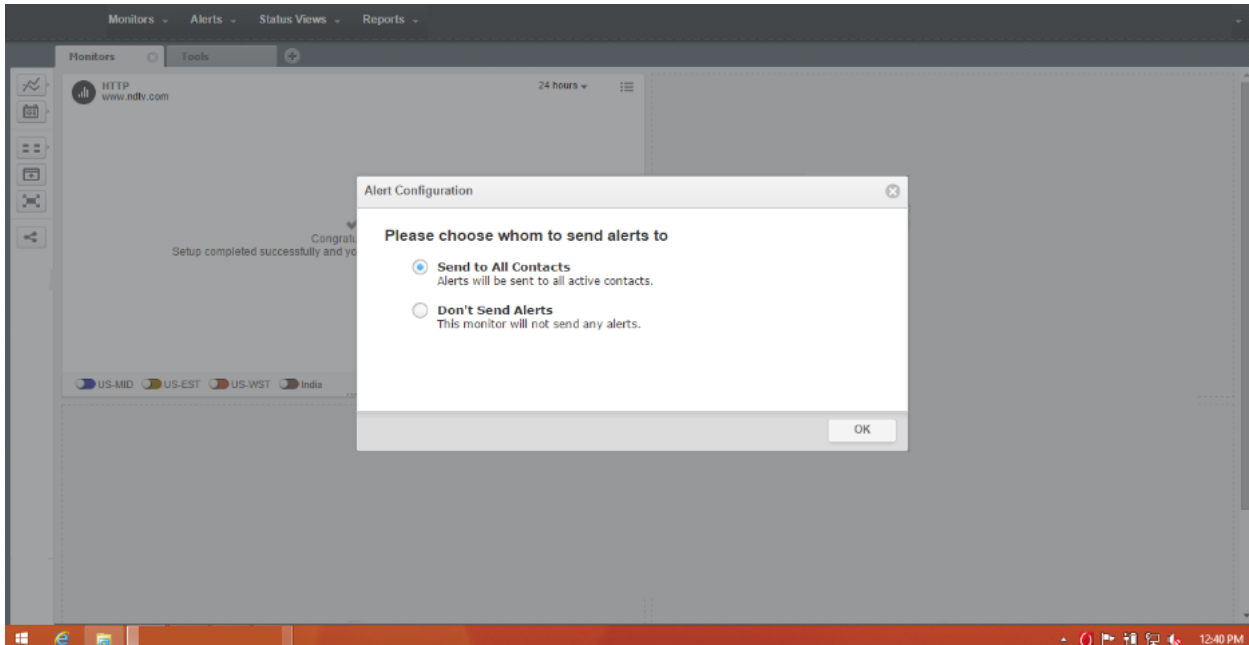 Monitors Alerts Status Views Reports
Monitors Tools
HTTP
www.ndtv.com
24 hours
Alert Configuration
Please choose whom to send alerts to
Send to All Contacts
Alerts will be sent to all active contacts.
Don't Send Alerts
This monitor will not send any alerts.
Congratu
Setup completed successfully and yo
US-MID US-EST US-WST India
OK
12:40 PM